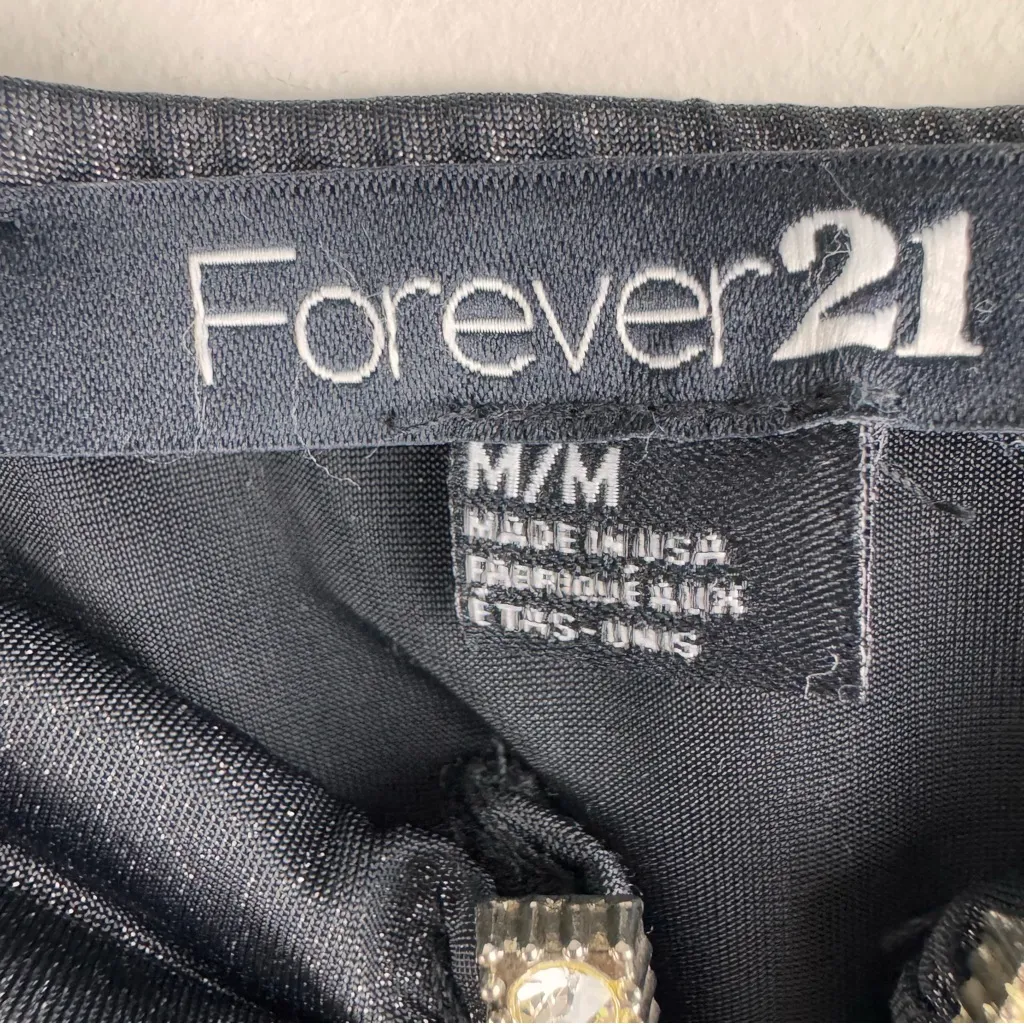 Forever21
M/M
MADE IN USA
FABRIQUÉ AUX
ÉTATS-UNIS